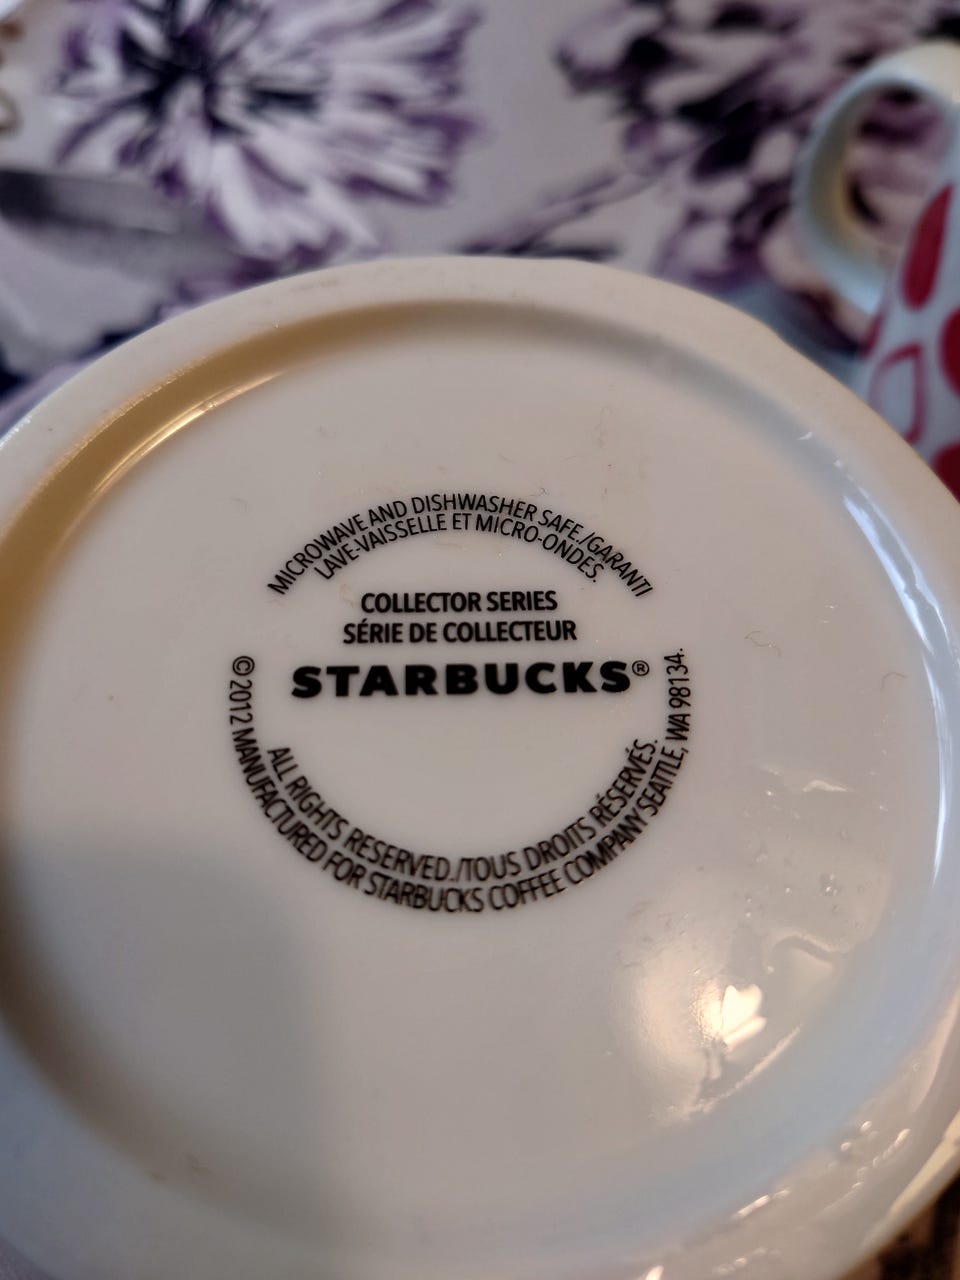 MICROWAVE AND DISHWASHER SAFE./GARANTI
LAVE-VAISSELLE ET MICRO-ONDES.
COLLECTOR SERIES
SÉRIE DE COLLECTEUR
STARBUCKS®
ALL RIGHTS RESERVED./TOUS DROITS RÉSERVÉS.
©2012 MANUFACTURED FOR STARBUCKS COFFEE COMPANY SEATTLE, WA 98134.